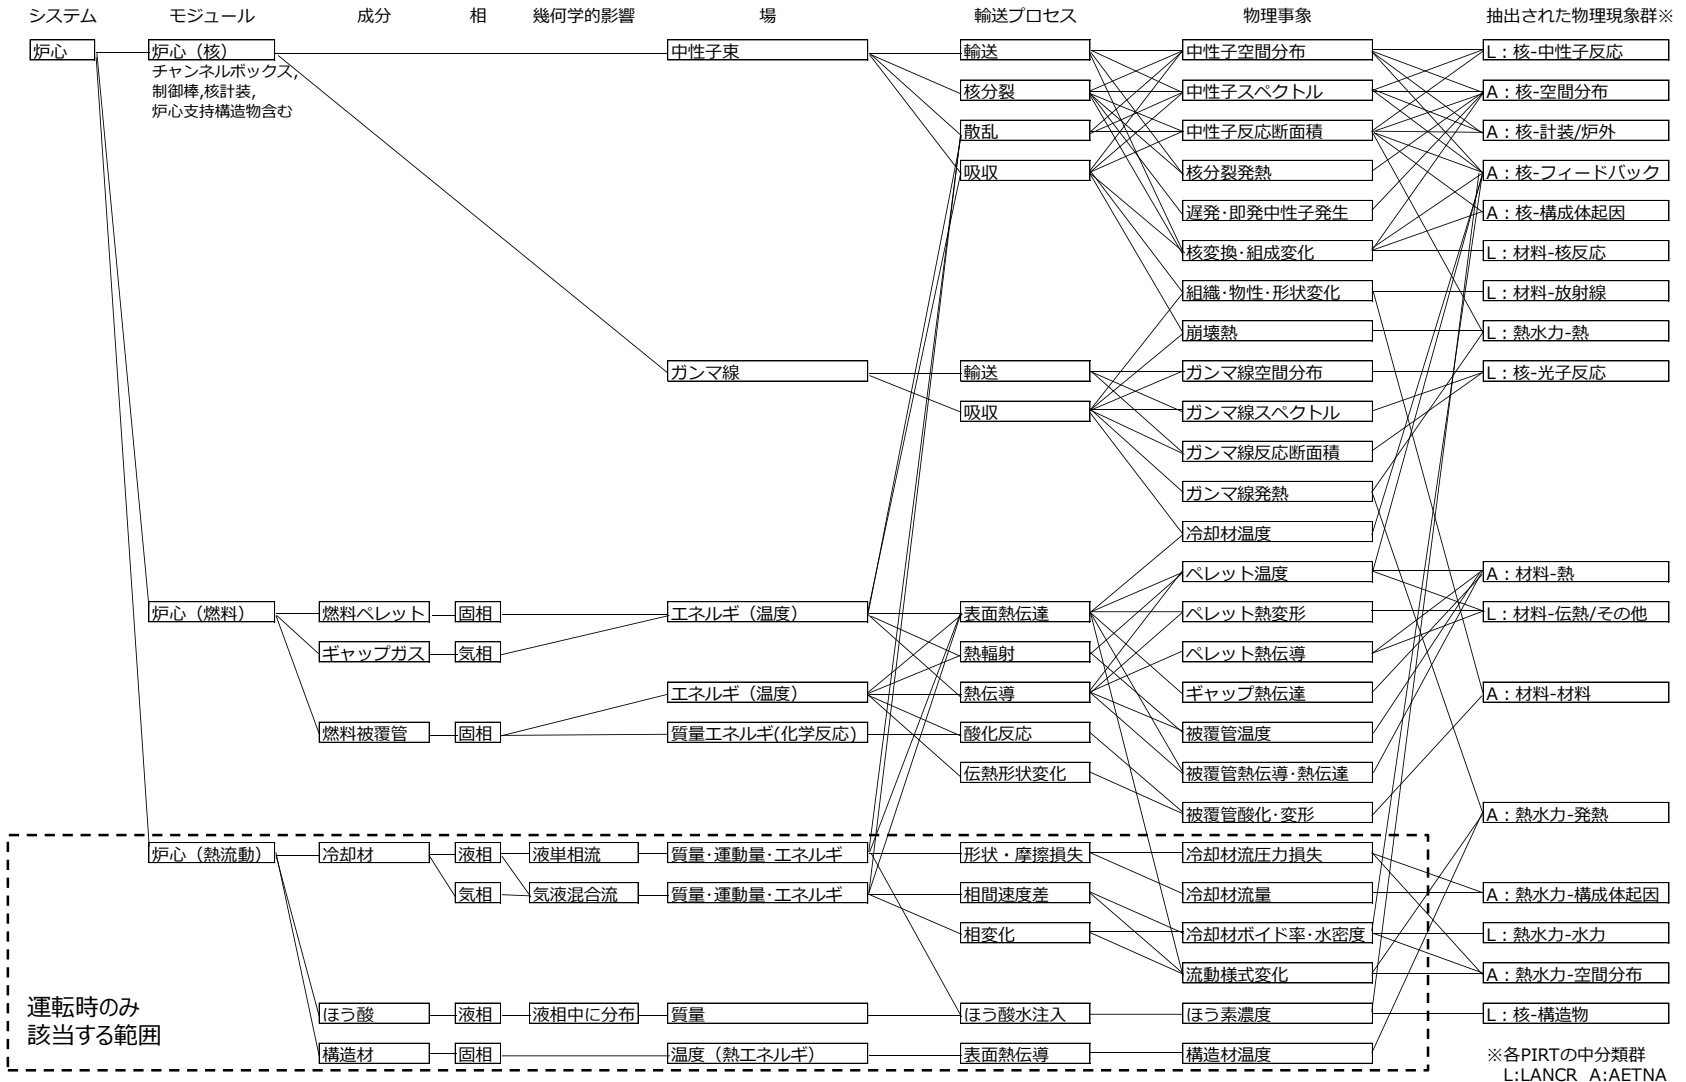 システム
モジュール
成分
相
幾何学的影響
場
輸送プロセス
物理事象
抽出された物理現象群※
炉心
炉心（核）
中性子束
輸送
中性子空間分布
L：核-中性子反応
チャンネルボックス,
制御棒,核計装,
炉心支持構造物含む
核分裂
中性子スペクトル
A：核-空間分布
散乱
中性子反応断面積
A：核-計装/炉外
吸収
核分裂発熱
A：核-フィードバック
遅発･即発中性子発生
A：核-構成体起因
核変換･組成変化
L：材料-核反応
組織･物性･形状変化
L：材料-放射線
崩壊熱
L：熱水力-熱
ガンマ線
輸送
ガンマ線空間分布
L：核-光子反応
吸収
ガンマ線スペクトル
ガンマ線反応断面積
ガンマ線発熱
冷却材温度
ペレット温度
A：材料-熱
炉心（燃料）
燃料ペレット
固相
エネルギ（温度）
表面熱伝達
ペレット熱変形
L：材料-伝熱/その他
ギャップガス
気相
熱輻射
ペレット熱伝導
エネルギ（温度）
熱伝導
ギャップ熱伝達
A：材料-材料
燃料被覆管
固相
質量エネルギ(化学反応)
酸化反応
被覆管温度
伝熱形状変化
被覆管熱伝導･熱伝達
被覆管酸化･変形
A：熱水力-発熱
炉心（熱流動）
冷却材
液相
液単相流
質量･運動量･エネルギ
形状・摩擦損失
冷却材流圧力損失
気相
気液混合流
質量･運動量･エネルギ
相間速度差
冷却材流量
A：熱水力-構成体起因
相変化
冷却材ボイド率･水密度
L：熱水力-水力
流動様式変化
A：熱水力-空間分布
運転時のみ
該当する範囲
ほう酸
液相
液相中に分布
質量
ほう酸水注入
ほう素濃度
L：核-構造物
構造材
固相
温度（熱エネルギ）
表面熱伝導
構造材温度
※各PIRTの中分類群
L:LANCR A:AETNA